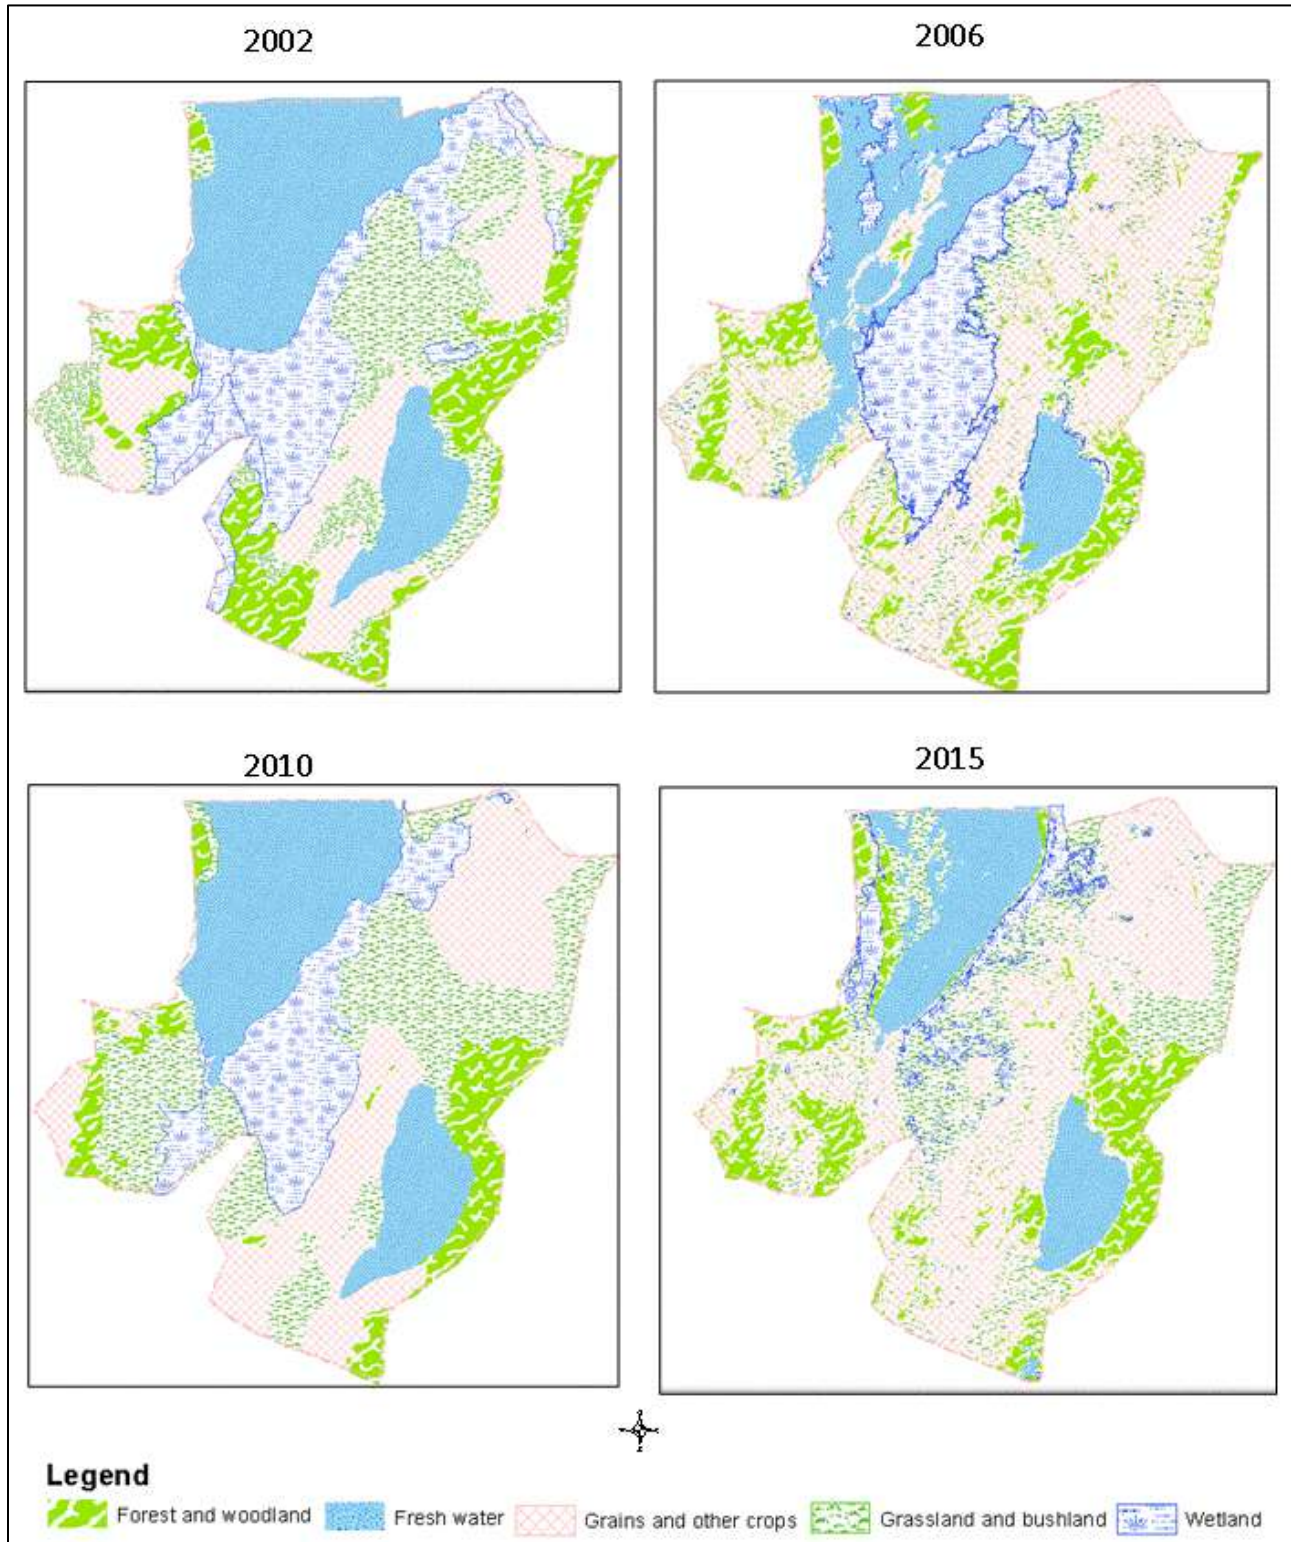 2002
2006
2010
2015
Legend
Forest and woodland
Fresh water
Grains and other crops
Grassland and bushland
Wetland